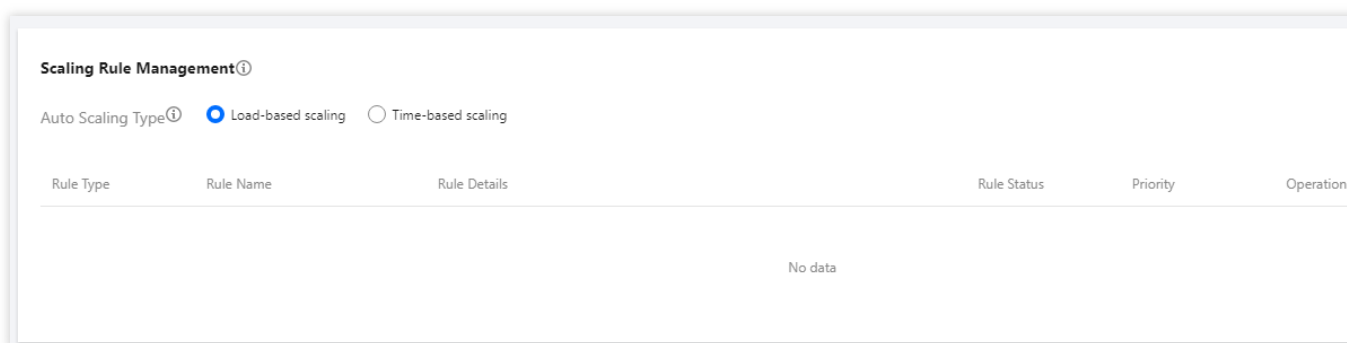 Scaling Rule Management
Auto Scaling Type Load-based scaling Time-based scaling
Rule Type Rule Name Rule Details Rule Status Priority Operation
No data